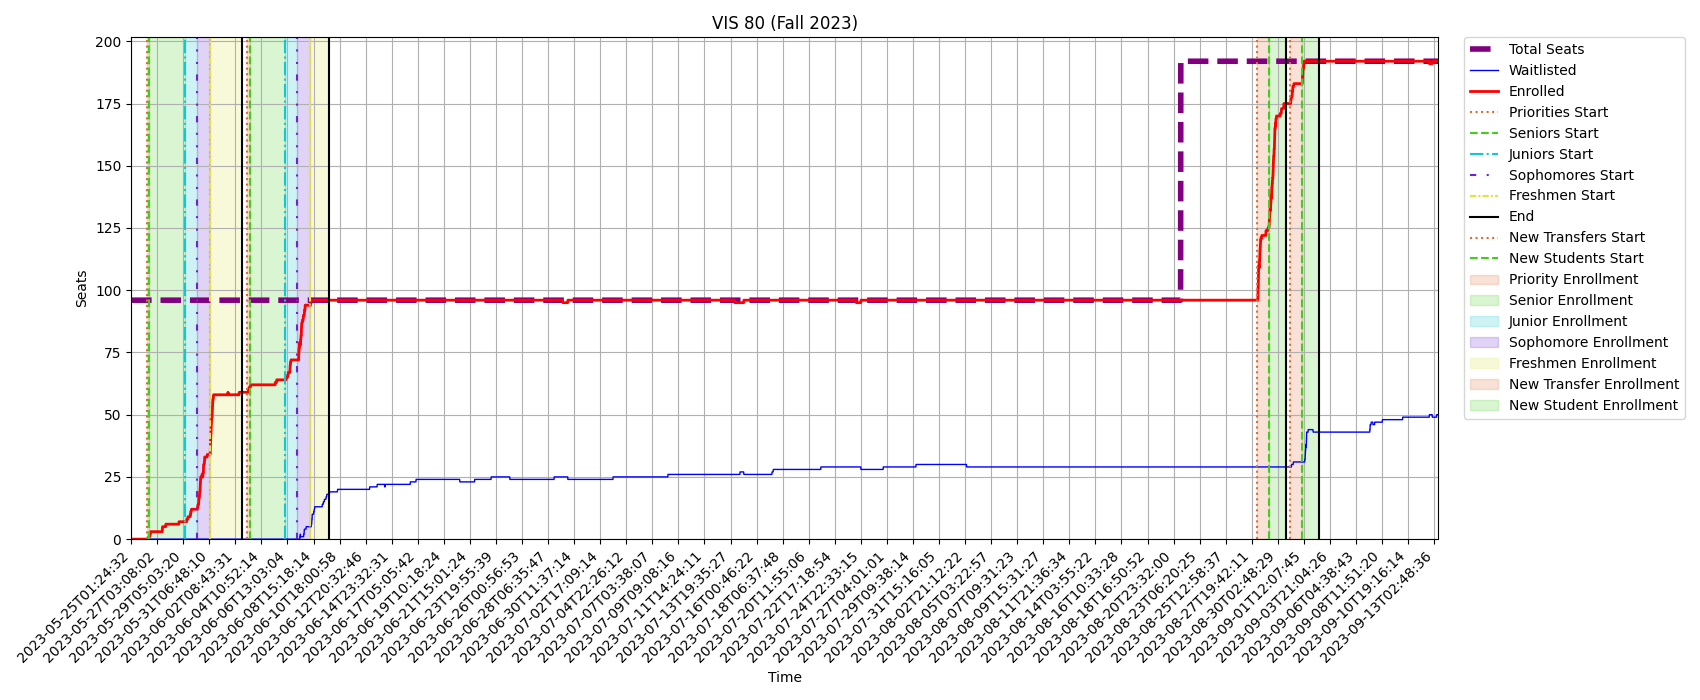 VIS 80 (Fall 2023)
Seats
200
175
150
125
100
75
50
25
0
2023-05-25T01:24:32
2023-05-27T03:08:02
2023-05-29T05:03:20
2023-05-31T06:48:10
2023-06-02T08:43:31
2023-06-04T10:52:14
2023-06-06T13:03:04
2023-06-08T15:18:14
2023-06-10T18:00:58
2023-06-12T20:32:46
2023-06-14T23:32:31
2023-06-17T05:05:42
2023-06-19T10:18:24
2023-06-21T15:01:24
2023-06-23T19:55:39
2023-06-26T00:56:53
2023-06-28T06:35:47
2023-06-30T11:37:14
2023-07-02T17:09:14
2023-07-04T22:26:12
2023-07-07T03:38:07
2023-07-09T09:08:16
2023-07-11T14:24:11
2023-07-13T19:35:27
2023-07-16T00:46:22
2023-07-18T06:37:48
2023-07-20T11:55:06
2023-07-22T17:18:54
2023-07-24T22:33:15
2023-07-27T04:01:01
2023-07-29T09:38:14
2023-07-31T15:16:05
2023-08-02T21:12:22
2023-08-05T03:22:57
2023-08-07T09:31:23
2023-08-09T15:31:27
2023-08-11T21:36:34
2023-08-14T03:55:22
2023-08-16T10:33:28
2023-08-18T16:50:52
2023-08-20T23:32:00
2023-08-23T06:20:25
2023-08-25T12:58:37
2023-08-27T19:42:11
2023-08-30T02:48:29
2023-09-01T12:07:45
2023-09-03T21:04:26
2023-09-06T04:38:43
2023-09-08T11:51:20
2023-09-10T19:16:14
2023-09-13T02:48:36
Time
Total Seats
Waitlisted
Enrolled
Priorities Start
Seniors Start
Juniors Start
Sophomores Start
Freshmen Start
End
New Transfers Start
New Students Start
Priority Enrollment
Senior Enrollment
Junior Enrollment
Sophomore Enrollment
Freshmen Enrollment
New Transfer Enrollment
New Student Enrollment